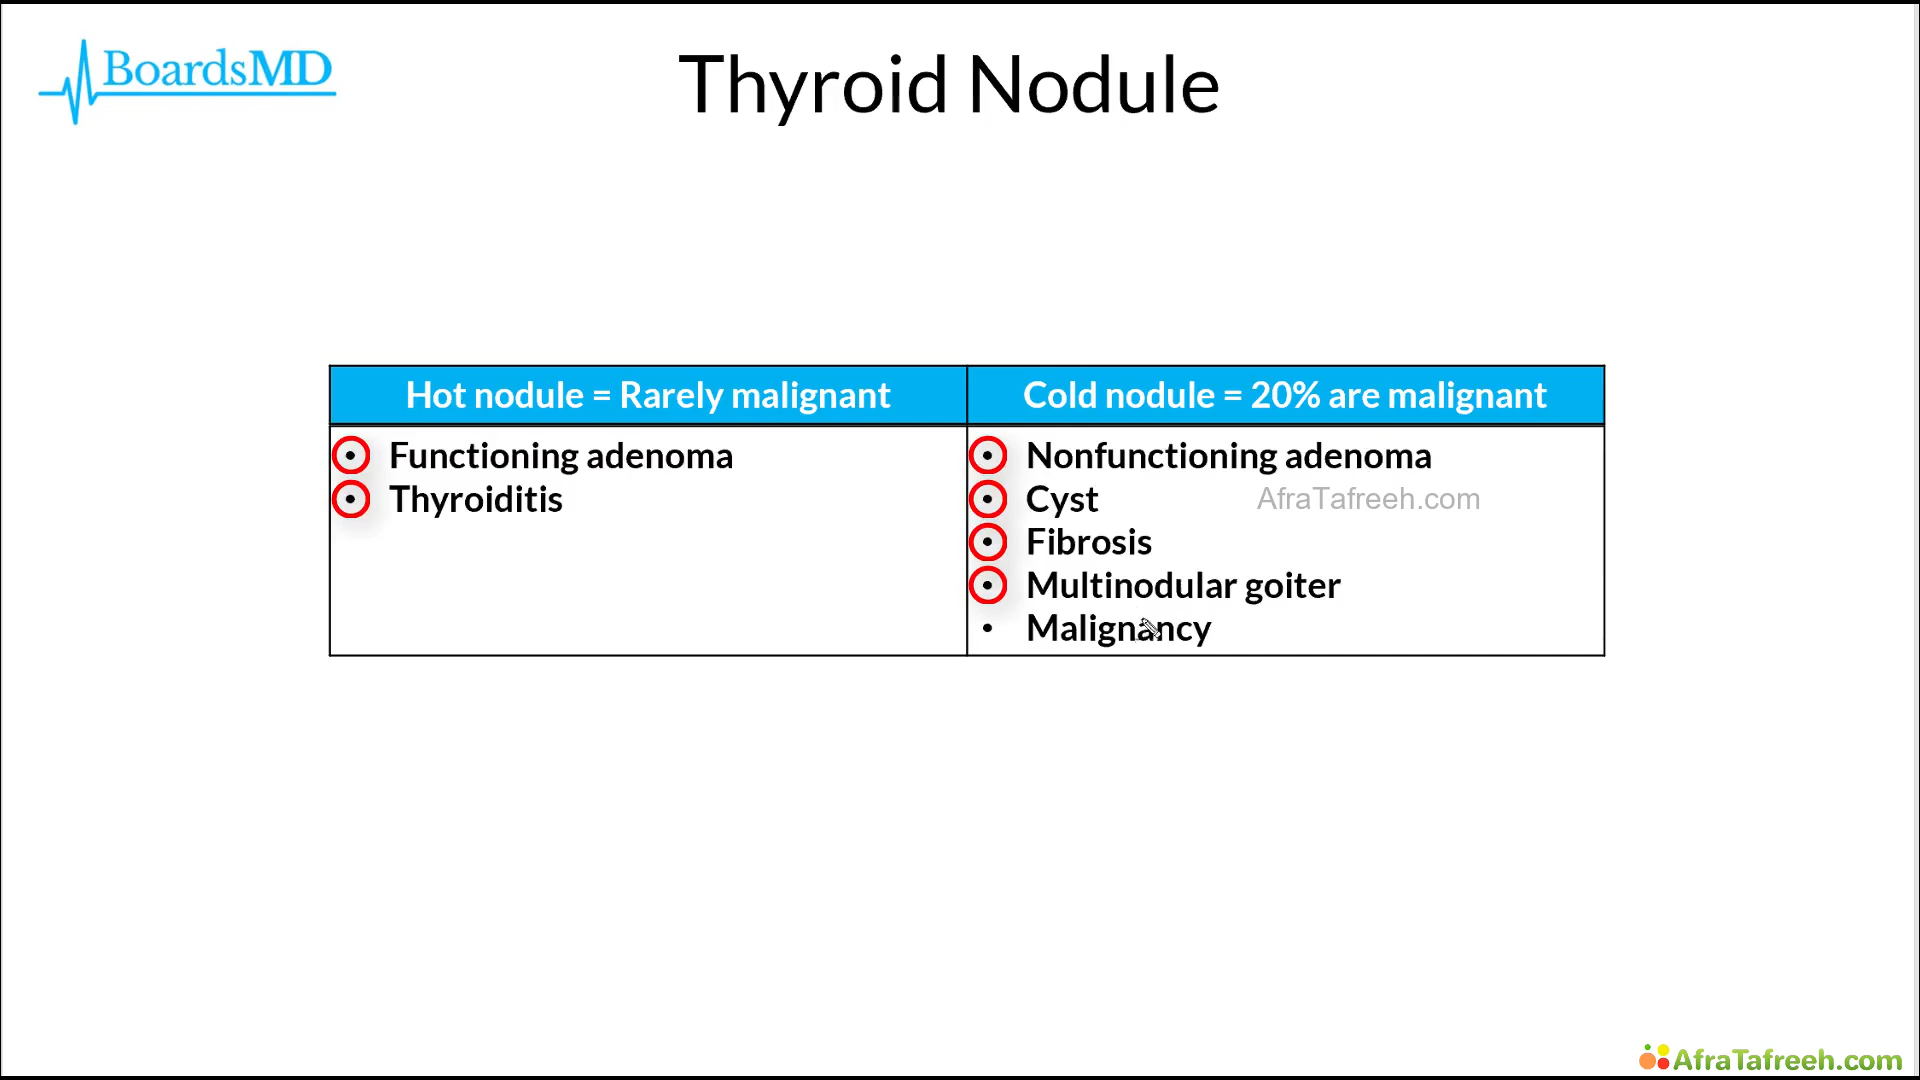 BoardsMD
Thyroid Nodule
Hot nodule = Rarely malignant
Cold nodule = 20% are malignant
• Functioning adenoma
• Thyroiditis
• Nonfunctioning adenoma
• Cyst
AfraTafreeh.com
• Fibrosis
• Multinodular goiter
• Malignancy
AfraTafreeh.com